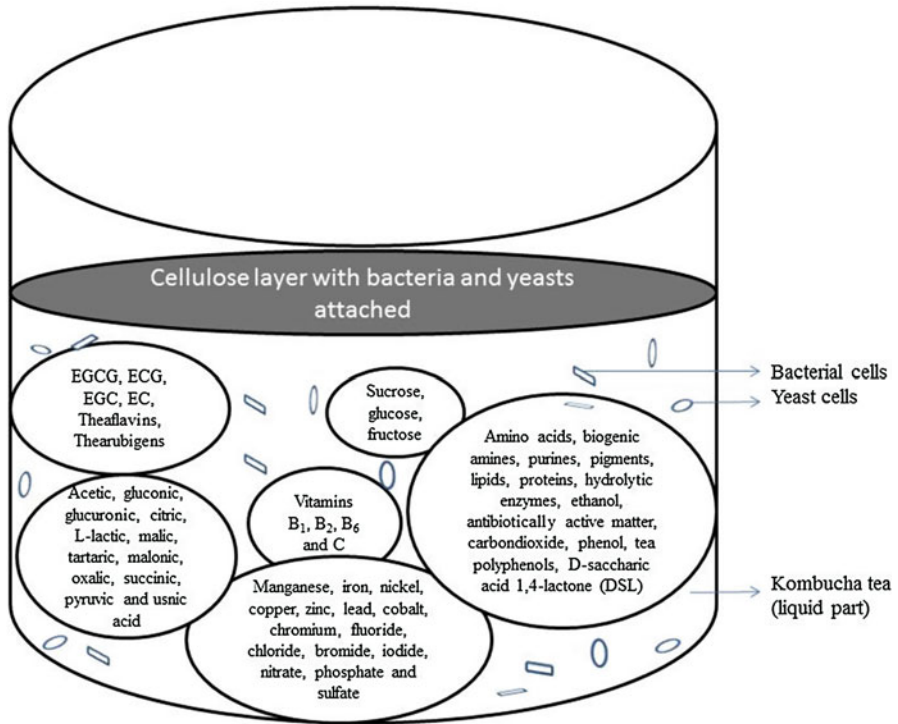 Cellulose layer with bacteria and yeasts
attached
EGCG, ECG,
EGC, EC,
Theaflavins,
Thearubigens
Sucrose,
glucose,
fructose
Amino acids, biogenic
amines, purines, pigments,
lipids, proteins, hydrolytic
enzymes, ethanol,
antibiotically active matter,
carbondioxide, phenol, tea
polyphenols, D-saccharic
acid 1,4-lactone (DSL)
Bacterial cells
Yeast cells
Acetic, gluconic,
glucuronic, citric,
L-lactic, malic,
tartaric, malonic,
oxalic, succinic,
pyruvic and usnic
acid
Vitamins
B₁, B₂, B₆
and C
Manganese, iron, nickel,
copper, zinc, lead, cobalt,
chromium, fluoride,
chloride, bromide, iodide,
nitrate, phosphate and
sulfate
Kombucha tea
(liquid part)